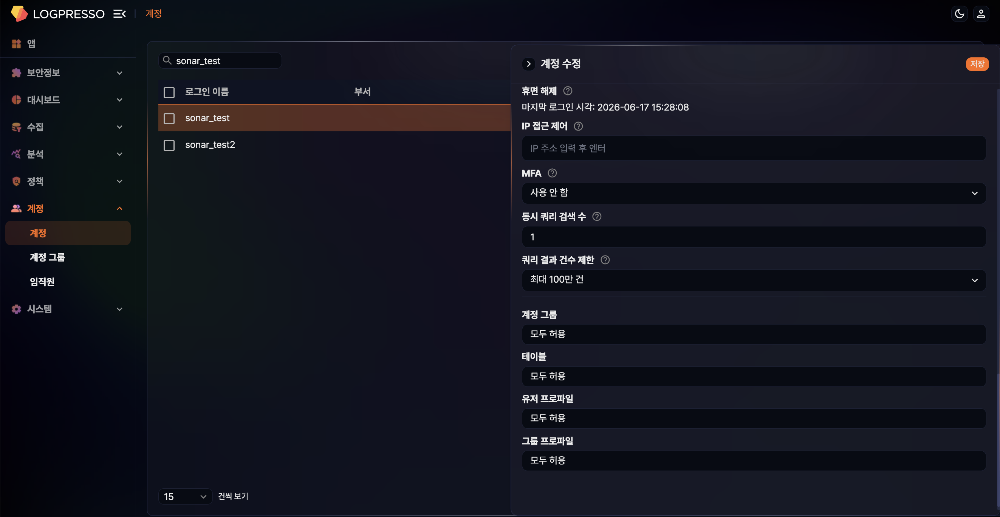 LOGPRESSO
계정
앱
보안정보
대시보드
수집
분석
정책
계정
계정
계정 그룹
임직원
시스템
sonar_test
로그인 이름
부서
sonar_test
sonar_test2
15
건씩 보기
계정 수정
저장
휴면 해제
마지막 로그인 시각: 2026-06-17 15:28:08
IP 접근 제어
IP 주소 입력 후 엔터
MFA
사용 안 함
동시 쿼리 검색 수
1
쿼리 결과 건수 제한
최대 100만 건
계정 그룹
모두 허용
테이블
모두 허용
유저 프로파일
모두 허용
그룹 프로파일
모두 허용